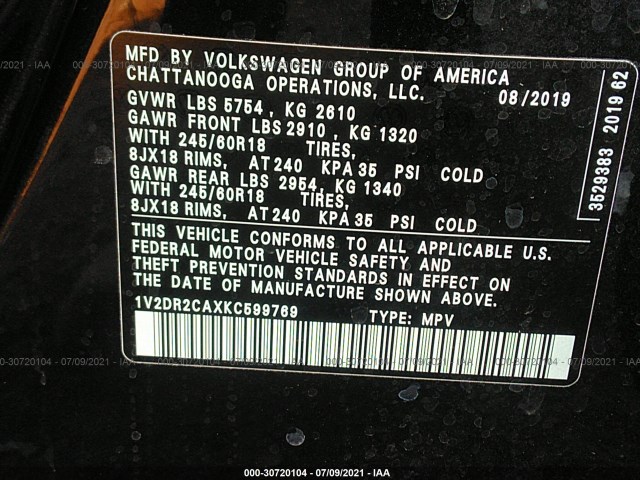 MFD BY VOLKSWAGEN GROUP OF AMERICA
CHATTANOOGA OPERATIONS, LLC.
08/2019
GVWR LBS 5754 , KG 2610
GAWR FRONT LBS 2910 , KG 1320
WITH 245/60R18 TIRES,
8JX18 RIMS, AT 240 KPA 35 PSI COLD
GAWR REAR LBS 2954, KG 1340
WITH 245/60R18 TIRES,
8JX18 RIMS, AT 240 KPA 35 PSI COLD
THIS VEHICLE CONFORMS TO ALL APPLICABLE U.S.
FEDERAL MOTOR VEHICLE SAFETY AND
THEFT PREVENTION STANDARDS IN EFFECT ON
THE DATE OF MANUFACTURE SHOWN ABOVE.
1V2DR2CAXKC599769 TYPE: MPV
3529383 2019 62
000-30720104 - 07/09/2021 - IAA